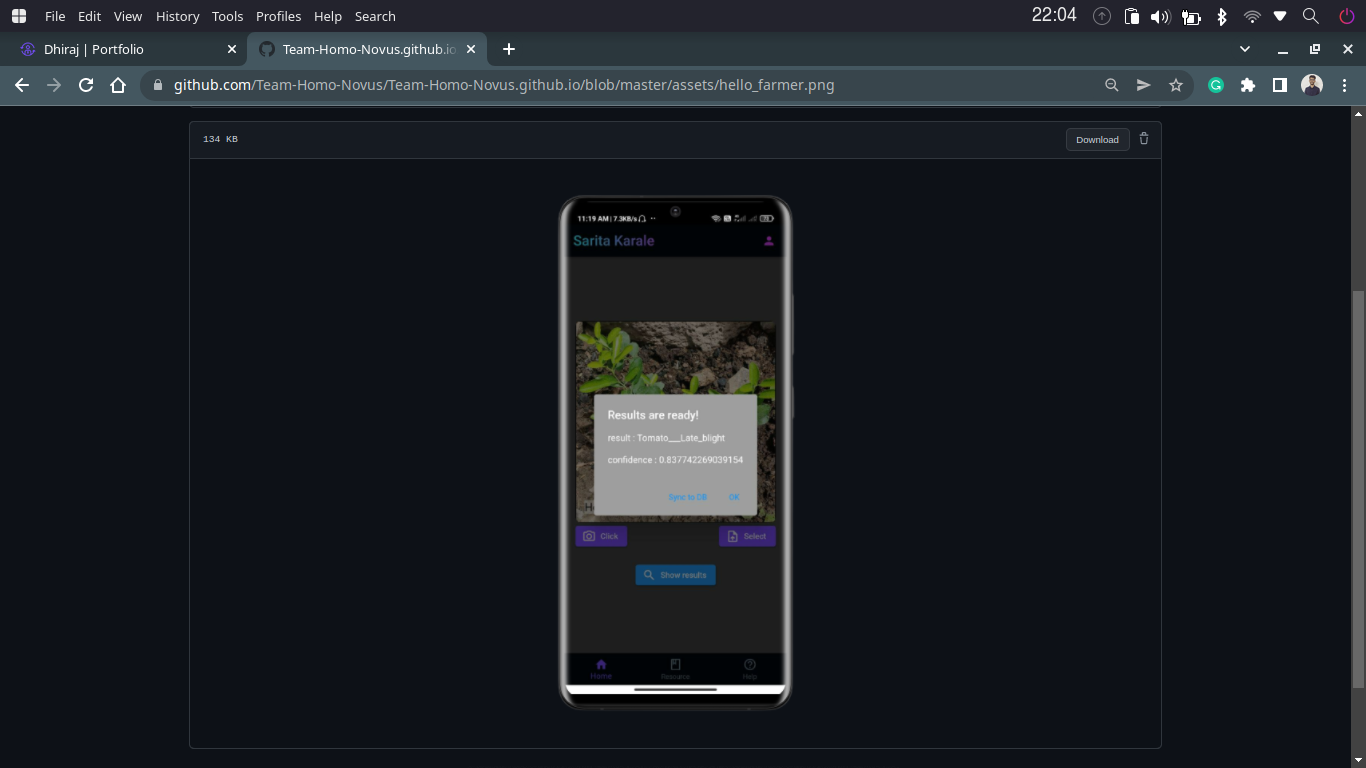 File Edit View History Tools Profiles Help Search 22:04
Dhiraj | Portfolio Team-Homo-Novus.github.io
github.com/Team-Homo-Novus/Team-Homo-Novus.github.io/blob/master/assets/hello_farmer.png
134 KB Download
11:19 AM | 7.3KB/s
Sarita Karale
Results are ready!
result : Tomato___Late_blight
confidence : 0.837742269039154
Sync to DB OK
Click Select
Show results
Home Resource Help